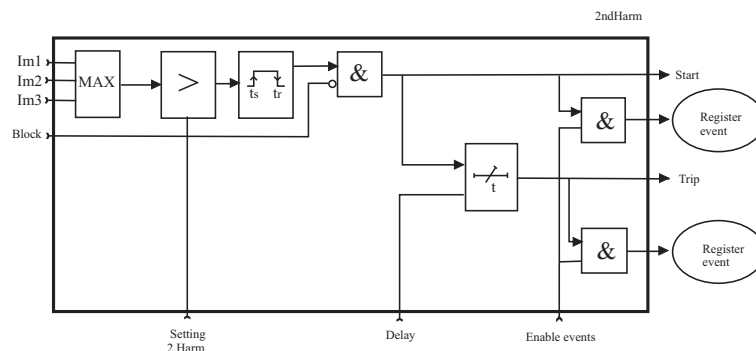 2ndHarm
Im1
Im2
Im3
MAX
>
ts tr
&
Start
Block
&
Register
event
t
Trip
&
Register
event
Setting
2.Harm
Delay
Enable events